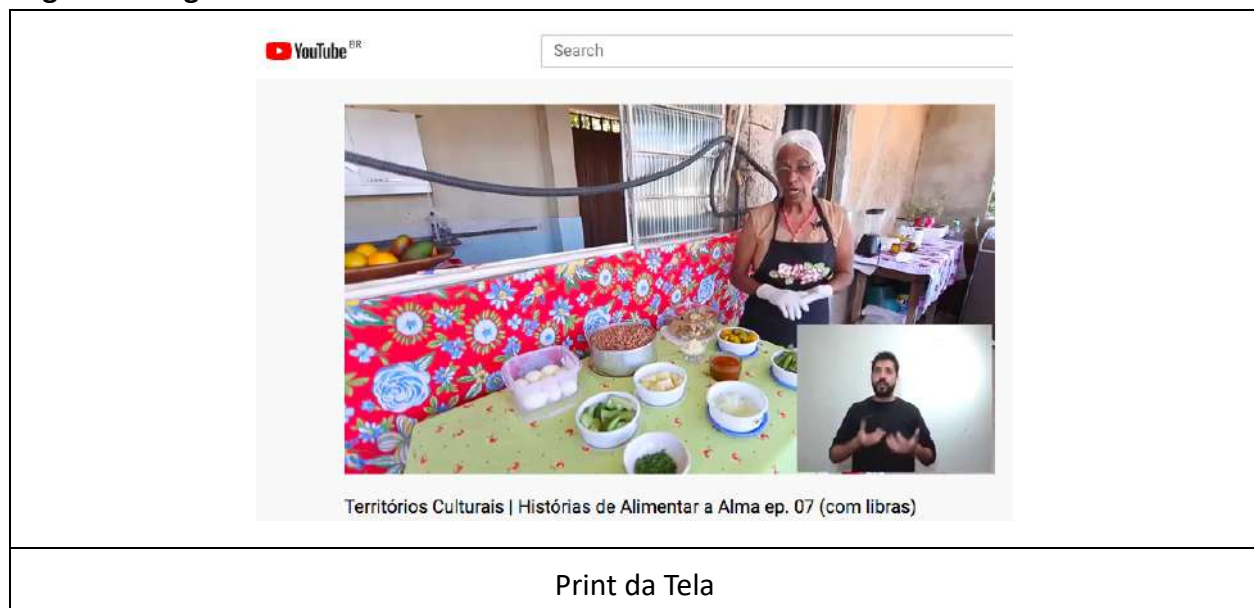 YouTube BR
Search
Territórios Culturais | Histórias de Alimentar a Alma ep. 07 (com libras)
Print da Tela